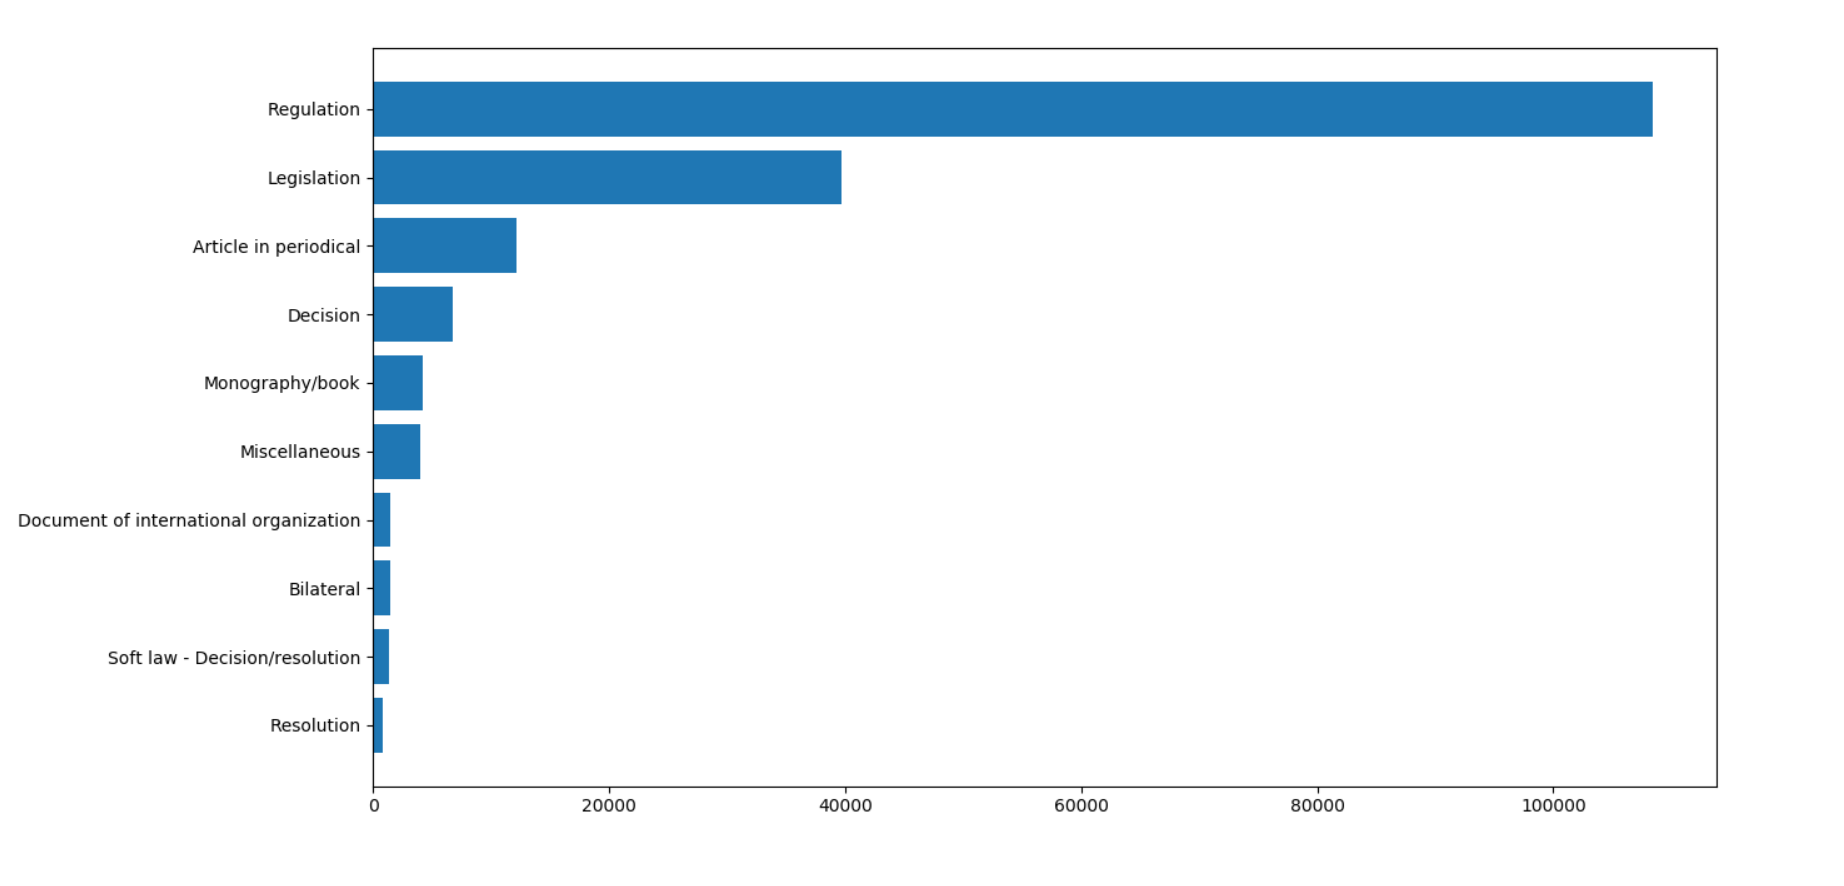 Regulation
Legislation
Article in periodical
Decision
Monography/book
Miscellaneous
Document of international organization
Bilateral
Soft law - Decision/resolution
Resolution
0 20000 40000 60000 80000 100000